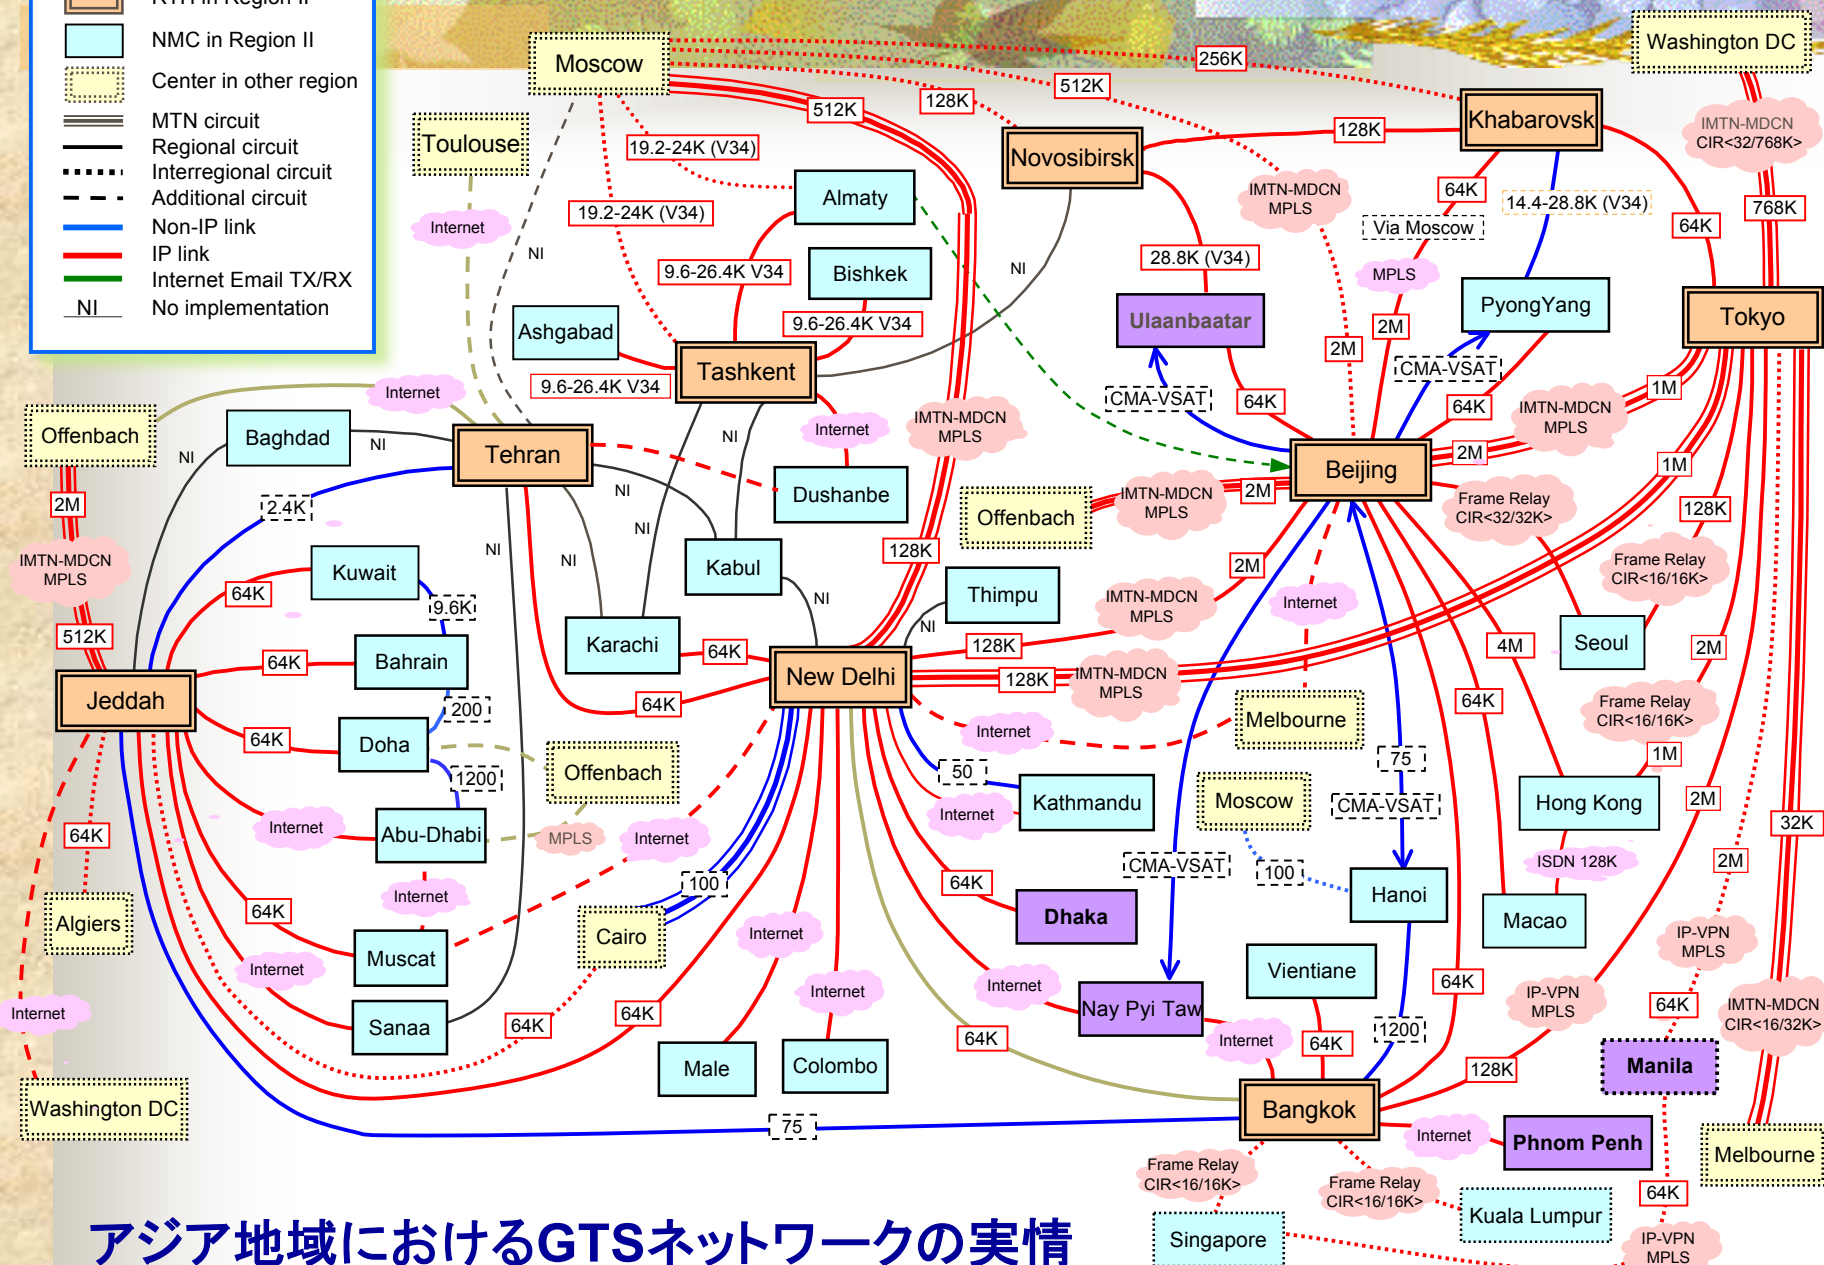 RTH in Region II
NMC in Region II
Center in other region
MTN circuit
Regional circuit
Interregional circuit
Additional circuit
Non-IP link
IP link
Internet Email TX/RX
NI No implementation
Moscow
Washington DC
256K
512K
128K
512K
Khabarovsk
IMTN-MDCN
CIR<32/768K>
Toulouse
19.2-24K (V34)
Novosibirsk
128K
Almaty
IMTN-MDCN
MPLS
64K
14.4-28.8K (V34)
768K
19.2-24K (V34)
Internet
Via Moscow
64K
NI
9.6-26.4K V34
Bishkek
NI
28.8K (V34)
MPLS
Ulaanbaatar
PyongYang
Tokyo
Ashgabad
9.6-26.4K V34
2M
2M
Tashkent
9.6-26.4K V34
CMA-VSAT
CMA-VSAT
64K
64K
1M
Internet
Offenbach
Baghdad
NI
NI
Tehran
NI
Internet
IMTN-MDCN
MPLS
IMTN-MDCN
MPLS
2M
1M
Beijing
2M
2.4K
NI
Dushanbe
Offenbach
IMTN-MDCN
MPLS
2M
Frame Relay
CIR<32/32K>
128K
NI
NI
NI
128K
IMTN-MDCN
MPLS
Kuwait
64K
9.6K
Kabul
NI
Thimpu
NI
2M
IMTN-MDCN
MPLS
Internet
Frame Relay
CIR<16/16K>
512K
64K
Bahrain
Karachi
64K
128K
Seoul
4M
2M
Jeddah
200
New Delhi
128K
IMTN-MDCN
MPLS
64K
64K
Frame Relay
CIR<16/16K>
64K
Doha
Internet
Melbourne
1M
1200
Offenbach
50
75
Kathmandu
Moscow
Hong Kong
2M
Internet
Abu-Dhabi
MPLS
Internet
Internet
CMA-VSAT
32K
64K
100
CMA-VSAT
100
ISDN 128K
2M
Internet
64K
Hanoi
64K
Dhaka
Macao
Algiers
Cairo
Internet
IP-VPN
MPLS
Muscat
Internet
Vientiane
64K
Internet
Internet
Nay Pyi Taw
IP-VPN
MPLS
64K
IMTN-MDCN
CIR<16/32K>
Internet
Sanaa
64K
64K
64K
Internet
64K
1200
Male
Colombo
128K
Manila
Washington DC
Bangkok
75
Internet
Phnom Penh
Melbourne
Frame Relay
CIR<16/16K>
Frame Relay
CIR<16/16K>
64K
Kuala Lumpur
Singapore
IP-VPN
MPLS
アジア地域におけるGTSネットワークの実情